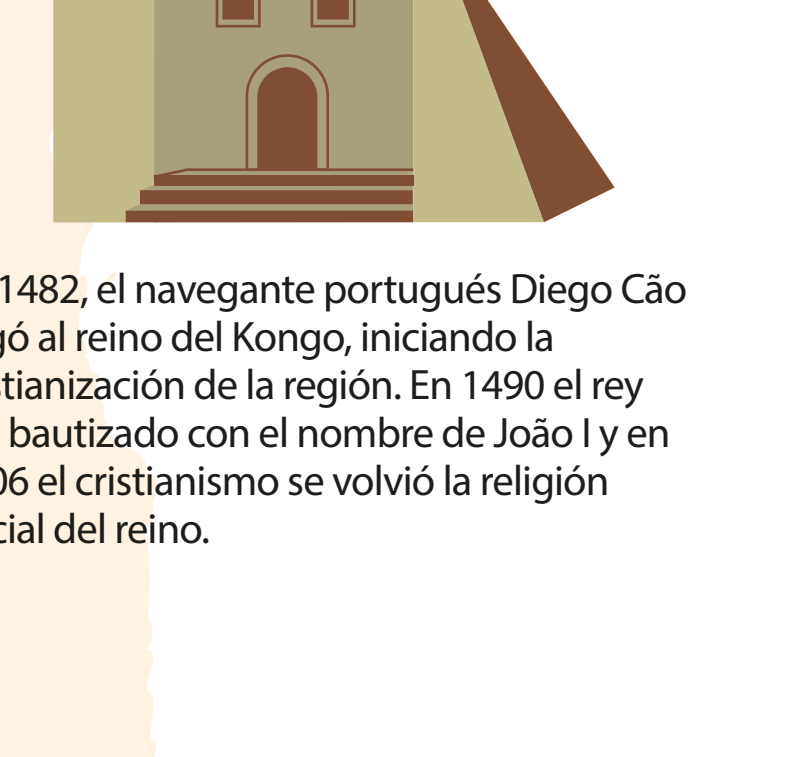 1482, el navegante portugués Diego Cão
gó al reino del Kongo, iniciando la
stianización de la región. En 1490 el rey
bautizado con el nombre de João I y en
06 el cristianismo se volvió la religión
cial del reino.